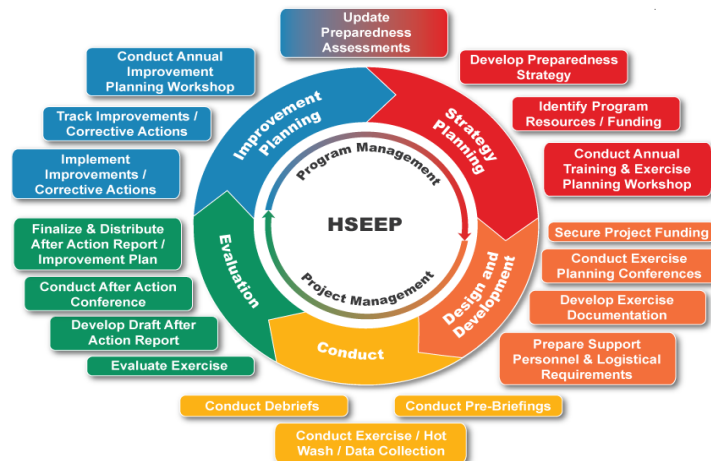 Update
Preparedness
Assessments
Develop Preparedness
Strategy
Identify Program
Resources / Funding
Conduct Annual
Training & Exercise
Planning Workshop
Secure Project Funding
Conduct Exercise
Planning Conferences
Develop Exercise
Documentation
Prepare Support
Personnel & Logistical
Requirements
Conduct Pre-Briefings
Conduct Exercise / Hot
Wash / Data Collection
Conduct Debriefs
Evaluate Exercise
Develop Draft After
Action Report
Conduct After Action
Conference
Finalize & Distribute
After Action Report /
Improvement Plan
Implement
Improvements /
Corrective Actions
Track Improvements /
Corrective Actions
Conduct Annual
Improvement
Planning Workshop
Improvement
Planning
Strategy
Planning
Design and
Development
Conduct
Evaluation
Program Management
HSEEP
Project Management